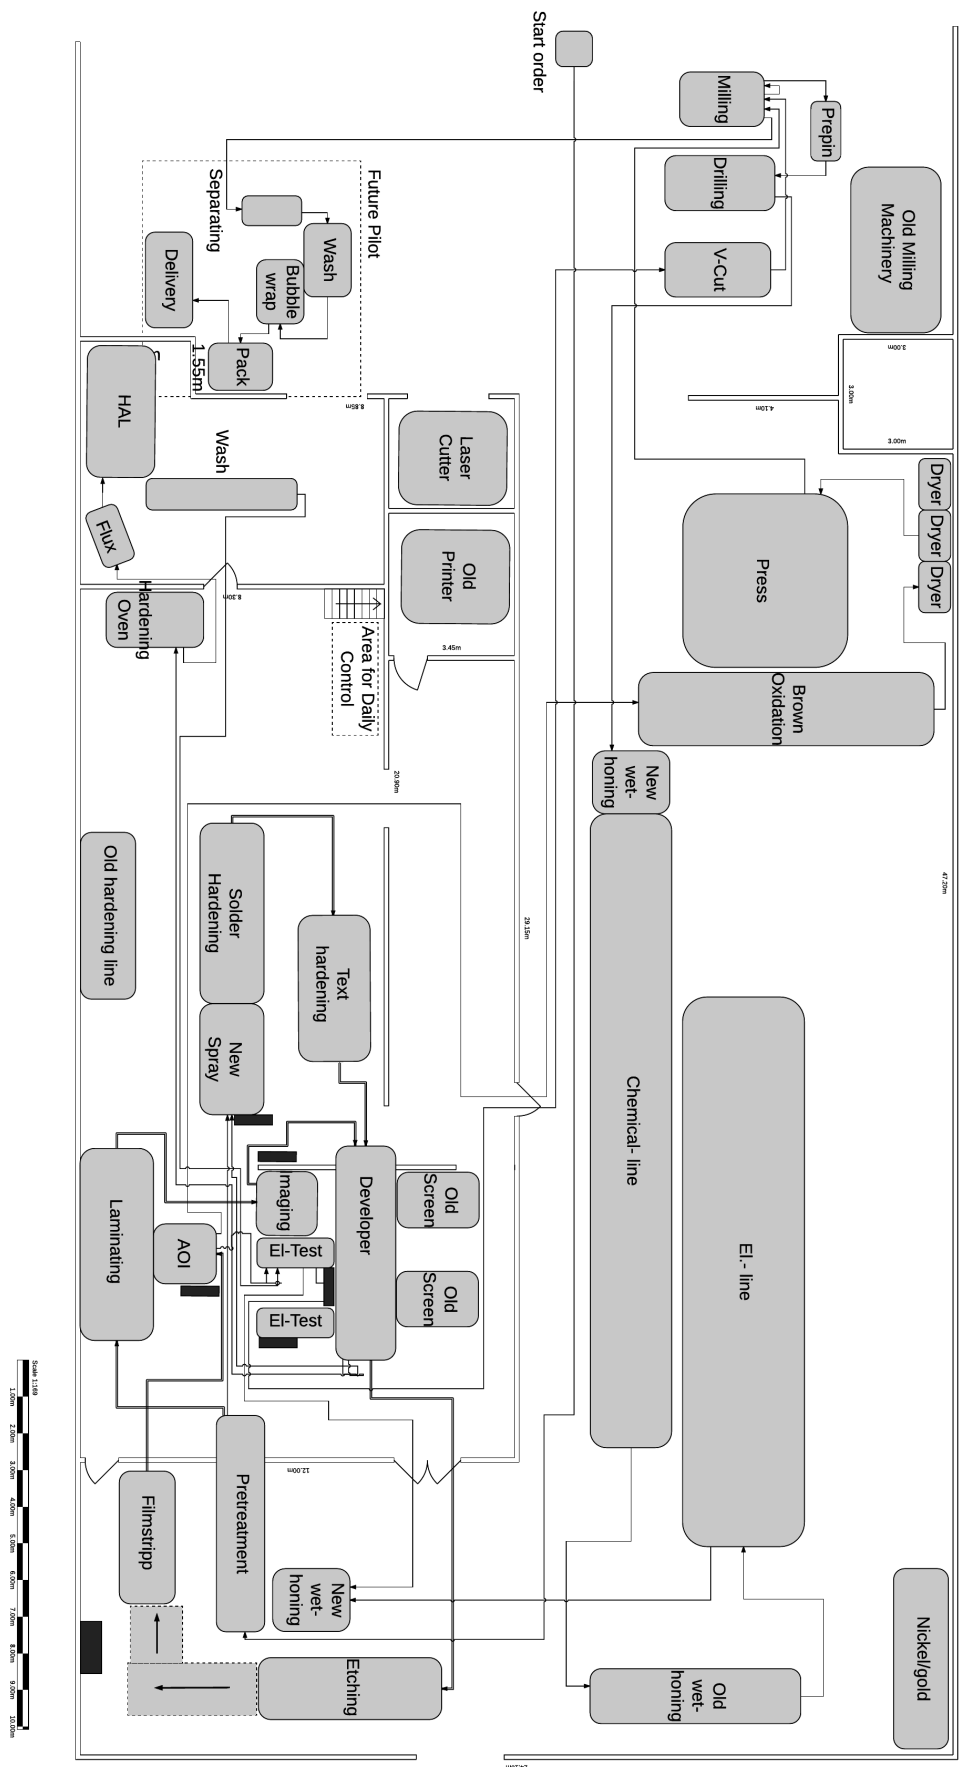 Start order
Milling
Prepin
Drilling
V-Cut
Old Milling
Machinery
Future Pilot
Separating
Wash
Bubble
wrap
Delivery
Pack
1.55m
HAL
Wash
Flux
8.85m
Laser
Cutter
Old
Printer
3.45m
3.00m
3.00m
3.00m
4.10m
Dryer
Dryer
Dryer
Press
Brown
Oxidation
Hardening
Oven
8.30m
Area for Daily
Control
20.90m
New
wet-
honing
47.20m
29.15m
Old hardening line
Solder
Hardening
Text
hardening
New
Spray
Chemical- line
El.- line
Laminating
AOI
Imaging
El-Test
El-Test
Developer
Old
Screen
Old
Screen
12.00m
Filmstripp
Pretreatment
New
wet-
honing
Etching
Old
wet-
honing
Nickel/gold
Scale 1:169
1.00m
2.00m
3.00m
4.00m
5.00m
6.00m
7.00m
8.00m
9.00m
10.00m